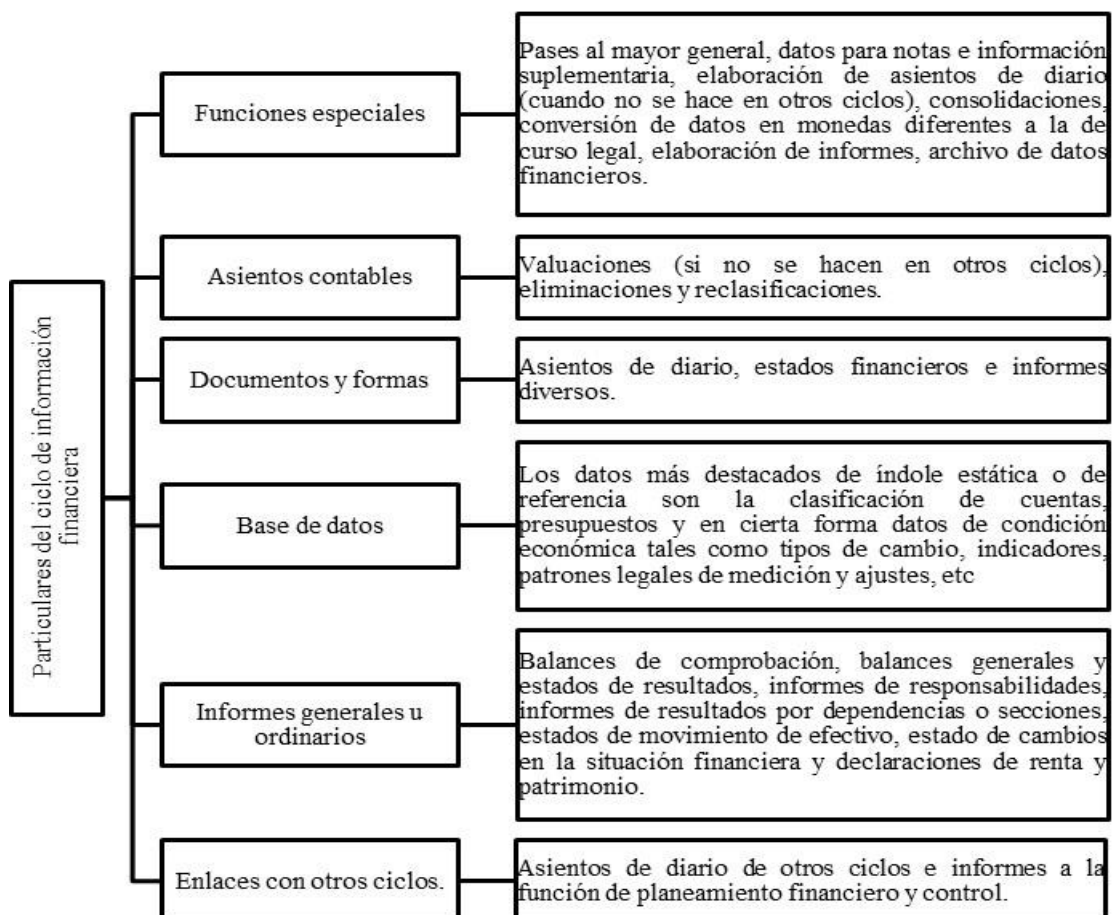 Particulares del ciclo de información
financiera
Funciones especiales
Pases al mayor general, datos para notas e información
suplementaria, elaboración de asientos de diario
(cuando no se hace en otros ciclos), consolidaciones,
conversión de datos en monedas diferentes a la de
curso legal, elaboración de informes, archivo de datos
financieros.
Asientos contables
Valuaciones (si no se hacen en otros ciclos),
eliminaciones y reclasificaciones.
Documentos y formas
Asientos de diario, estados financieros e informes
diversos.
Base de datos
Los datos más destacados de índole estática o de
referencia son la clasificación de cuentas,
presupuestos y en cierta forma datos de condición
económica tales como tipos de cambio, indicadores,
patrones legales de medición y ajustes, etc
Informes generales u
ordinarios
Balances de comprobación, balances generales y
estados de resultados, informes de responsabilidades,
informes de resultados por dependencias o secciones,
estados de movimiento de efectivo, estado de cambios
en la situación financiera y declaraciones de renta y
patrimonio.
Enlaces con otros ciclos.
Asientos de diario de otros ciclos e informes a la
función de planeamiento financiero y control.